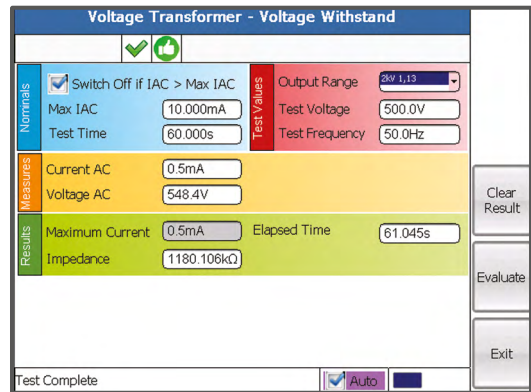 Voltage Transformer - Voltage Withstand
Nominals
Switch Off if IAC > Max IAC
Max IAC 10.000mA
Test Time 60.000s
Test Values
Output Range 2kV 1,13
Test Voltage 500.0V
Test Frequency 50.0Hz
Measures
Current AC 0.5mA
Voltage AC 548.4V
Results
Maximum Current 0.5mA Elapsed Time 61.045s
Impedance 1180.106kΩ
Clear
Result
Evaluate
Exit
Test Complete Auto